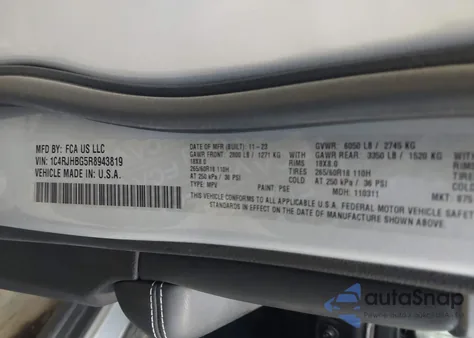 MFD BY: FCA US LLC
VIN: 1C4RJHBG5R8943819
VEHICLE MADE IN: U.S.A.
DATE OF MFR (BUILT): 11-23
GAWR FRONT: 2800 LB / 1271 KG WITH
18X8.0 RIMS
265/60R18 110H TIRES
AT 250 kPa / 36 PSI COLD
TYPE: MPV PAINT: PSE
GVWR: 6050 LB / 2745 KG
GAWR REAR: 3350 LB / 1520 KG
18X8.0
265/60R18 110H
AT 250 kPa / 36 PSI
MDH: 110311 MKT:
THIS VEHICLE CONFORMS TO ALL APPLICABLE U.S.A. FEDERAL MOTOR VEHICLE SAFETY
STANDARDS IN EFFECT ON THE DATE OF MANUFACTURE SHOWN ABOVE.
autoSnap